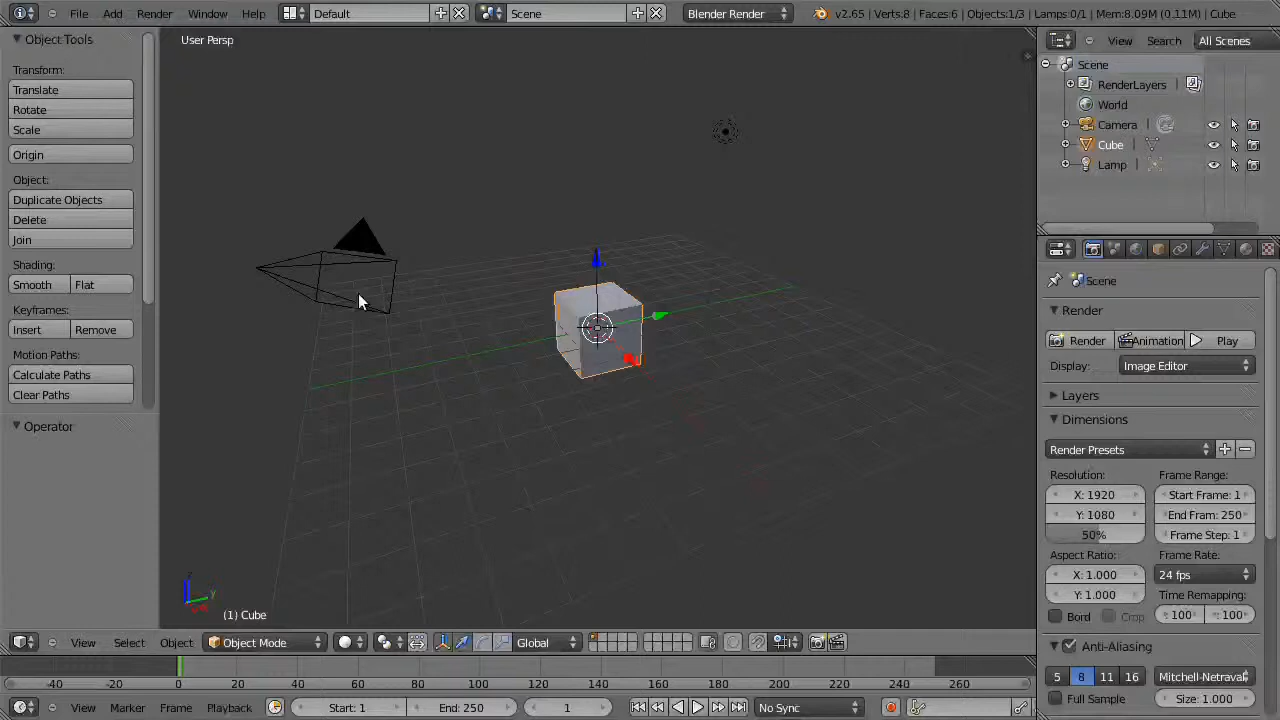 File Add Render Window Help Default Scene Blender Render v2.65 | Verts:8 | Faces:6 | Objects:1/3 | Lamps:0/1 | Mem:8.09M (0.11M) | Cube
Object Tools
Transform:
Translate
Rotate
Scale
Origin
Object:
Duplicate Objects
Delete
Join
Shading:
Smooth Flat
Keyframes:
Insert Remove
Motion Paths:
Calculate Paths
Clear Paths
Operator
User Persp
z
y
(1) Cube
View Search All Scenes
Scene
RenderLayers
World
Camera
Cube
Lamp
Scene
Render
Render Animation Play
Display: Image Editor
Layers
Dimensions
Render Presets
Resolution: Frame Range:
X: 1920 Start Frame: 1
Y: 1080 End Fram: 250
50% Frame Step: 1
Aspect Ratio: Frame Rate:
X: 1.000 24 fps
Y: 1.000 Time Remapping:
Bord Crop : 100 : 100
Anti-Aliasing
5 8 11 16 Mitchell-Netraval
Full Sample Size: 1.000
View Select Object Object Mode Global
-40 -20 0 20 40 60 80 100 120 140 160 180 200 220 240 260
View Marker Frame Playback Start: 1 End: 250 1 No Sync